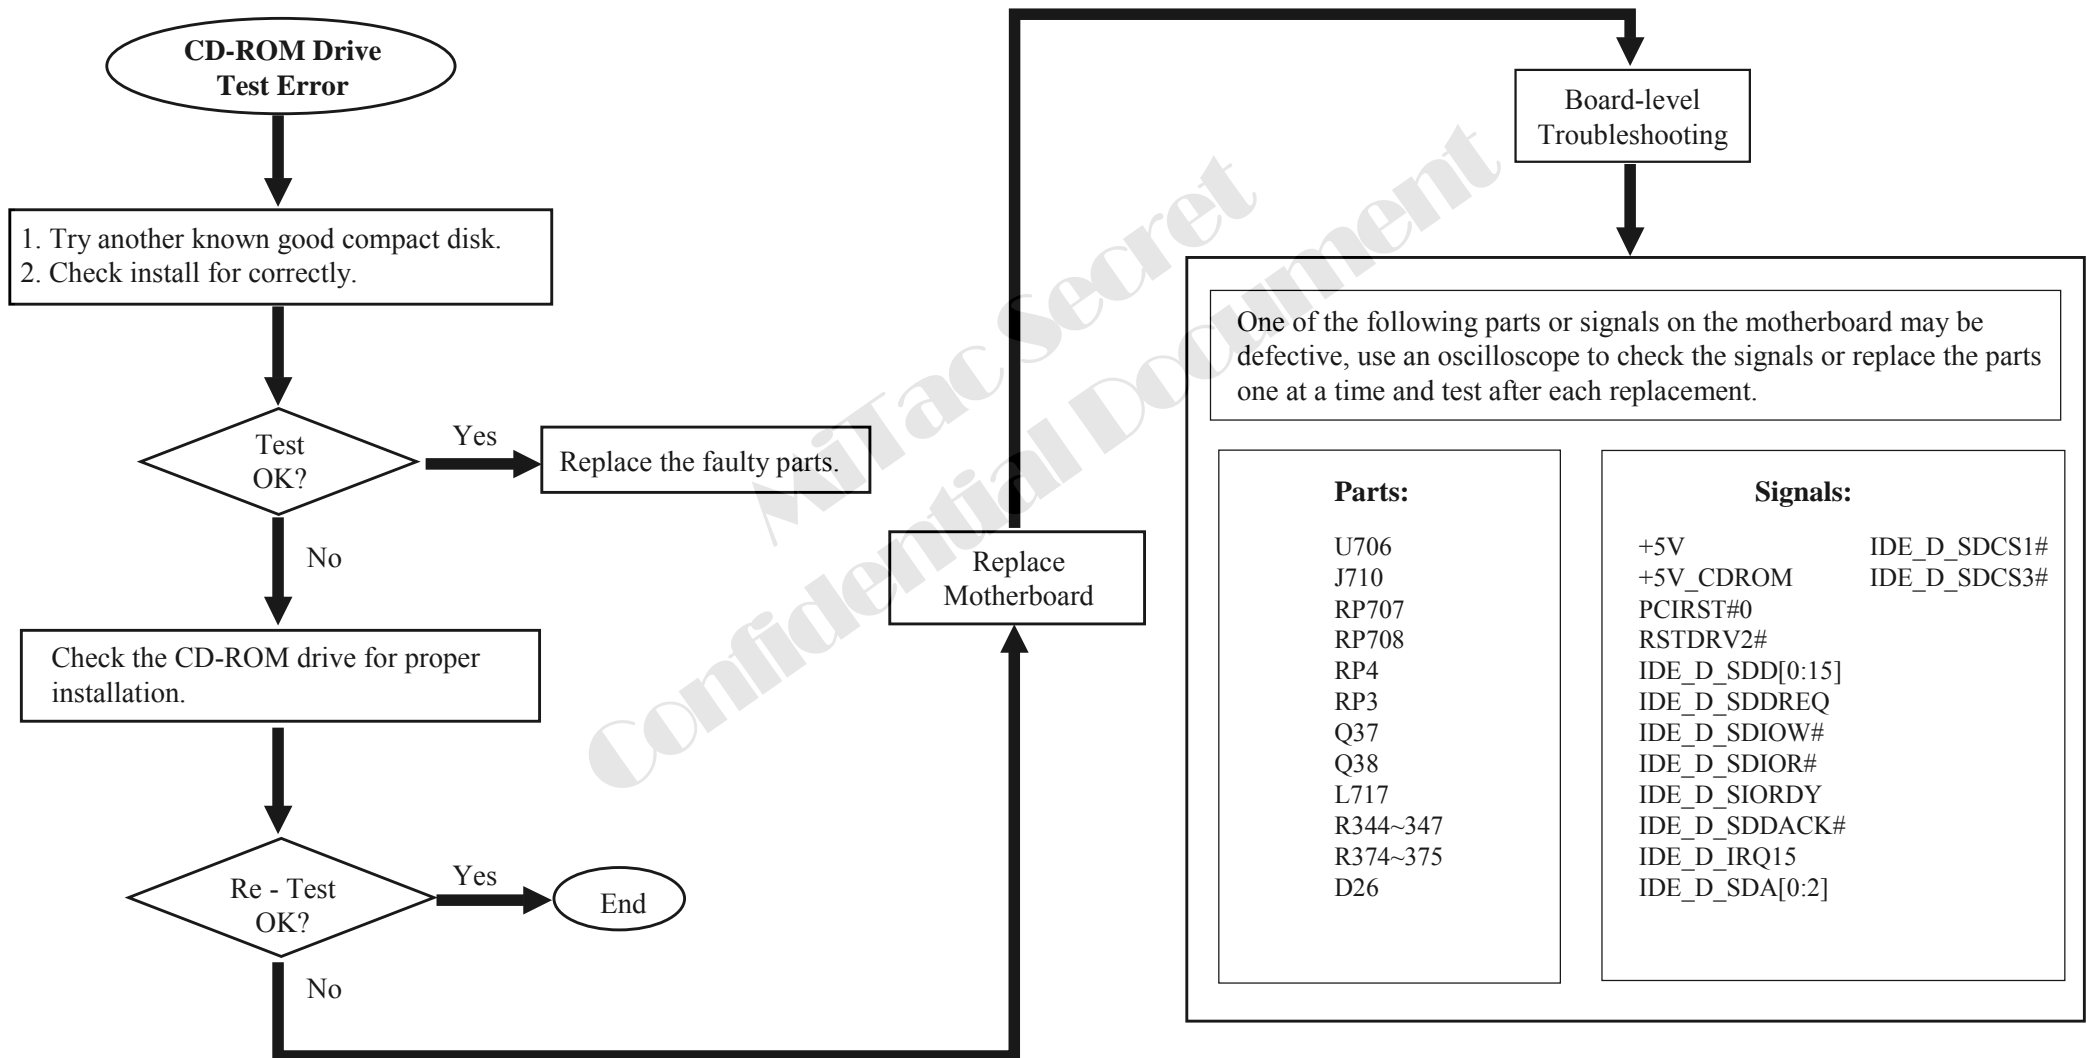 CD-ROM Drive
Test Error
1. Try another known good compact disk.
2. Check install for correctly.
Test
OK?
Yes
Replace the faulty parts.
No
Check the CD-ROM drive for proper
installation.
Re - Test
OK?
Yes
End
No
Replace
Motherboard
Board-level
Troubleshooting
One of the following parts or signals on the motherboard may be
defective, use an oscilloscope to check the signals or replace the parts
one at a time and test after each replacement.
Parts:
U706
J710
RP707
RP708
RP4
RP3
Q37
Q38
L717
R344~347
R374~375
D26
Signals:
+5V
+5V_CDROM
PCIRST#0
RSTDRV2#
IDE_D_SDD[0:15]
IDE_D_SDDREQ
IDE_D_SDIOW#
IDE_D_SDIOR#
IDE_D_SIORDY
IDE_D_SDDACK#
IDE_D_IRQ15
IDE_D_SDA[0:2]
IDE_D_SDCS1#
IDE_D_SDCS3#
MiTac Secret
Confidential Document